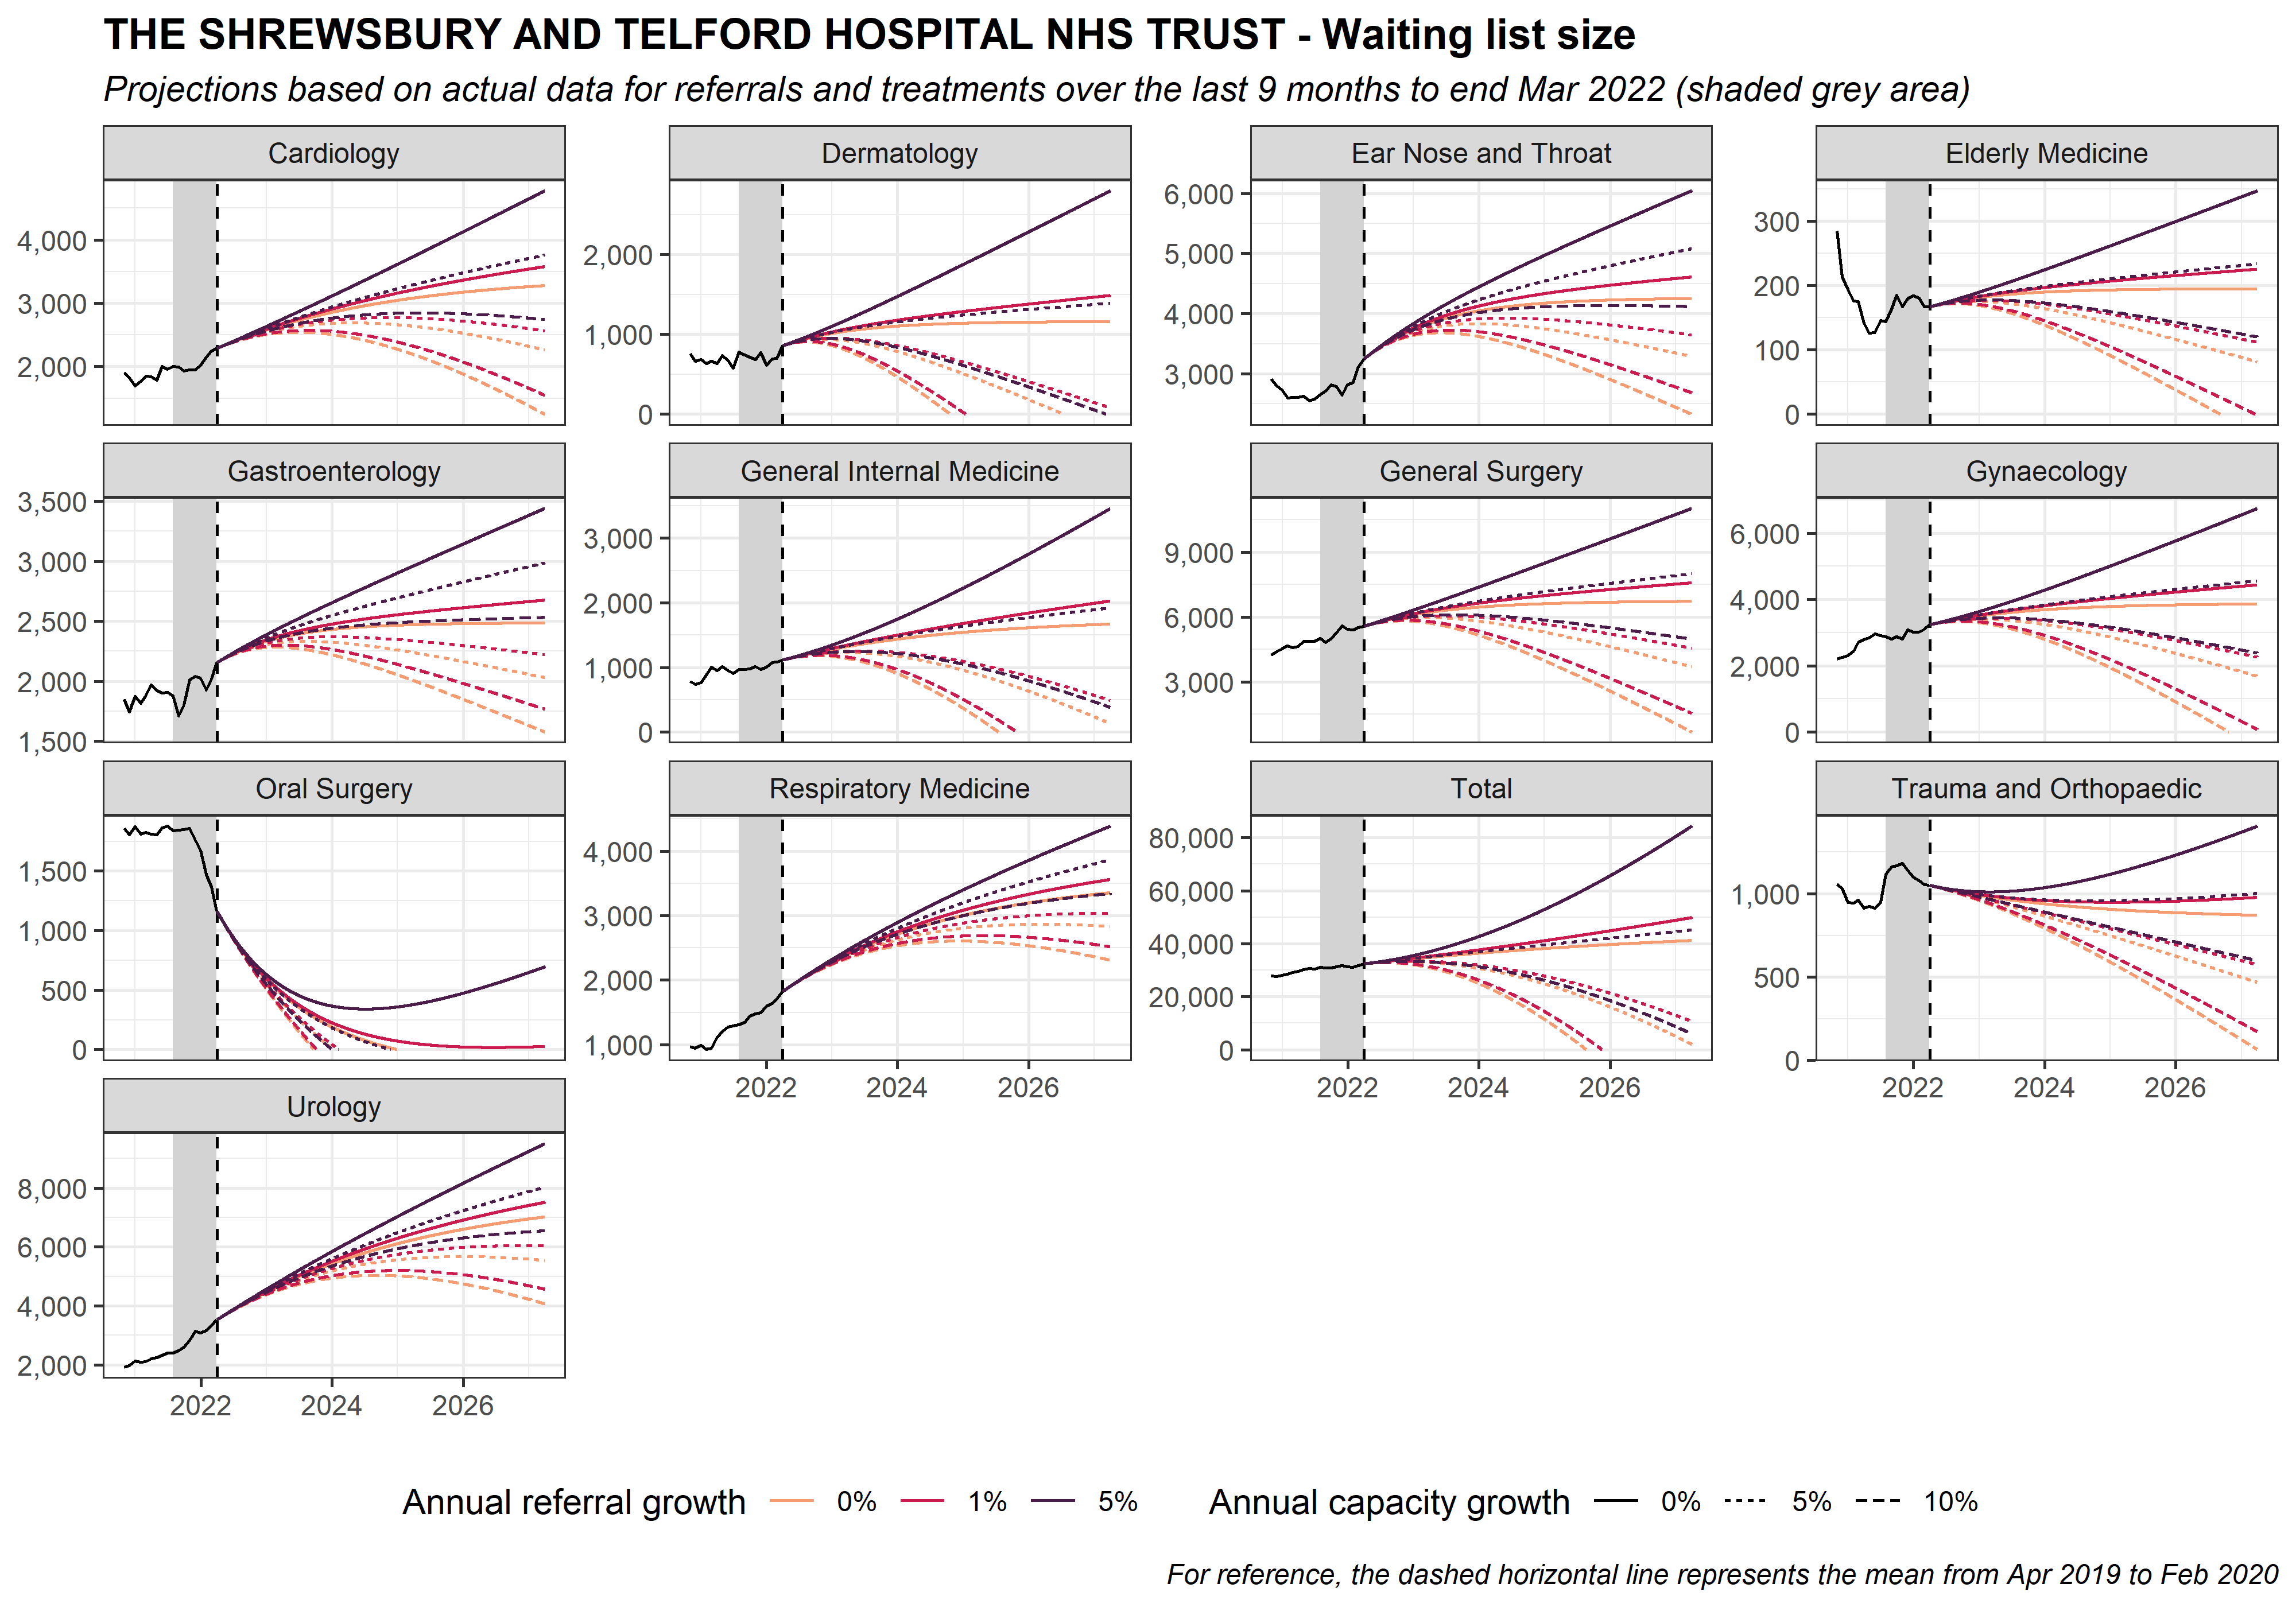 THE SHREWSBURY AND TELFORD HOSPITAL NHS TRUST - Waiting list size
Projections based on actual data for referrals and treatments over the last 9 months to end Mar 2022 (shaded grey area)
Cardiology
4,000
3,000
2,000
Dermatology
2,000
1,000
0
Ear Nose and Throat
6,000
5,000
4,000
3,000
Elderly Medicine
300
200
100
0
Gastroenterology
3,500
3,000
2,500
2,000
1,500
General Internal Medicine
3,000
2,000
1,000
0
General Surgery
9,000
6,000
3,000
Gynaecology
6,000
4,000
2,000
0
Oral Surgery
1,500
1,000
500
0
Respiratory Medicine
4,000
3,000
2,000
1,000
2022 2024 2026
Total
80,000
60,000
40,000
20,000
0
2022 2024 2026
Trauma and Orthopaedic
1,000
500
0
2022 2024 2026
Urology
8,000
6,000
4,000
2,000
2022 2024 2026
Annual referral growth 0% 1% 5% Annual capacity growth 0% 5% 10%
For reference, the dashed horizontal line represents the mean from Apr 2019 to Feb 2020